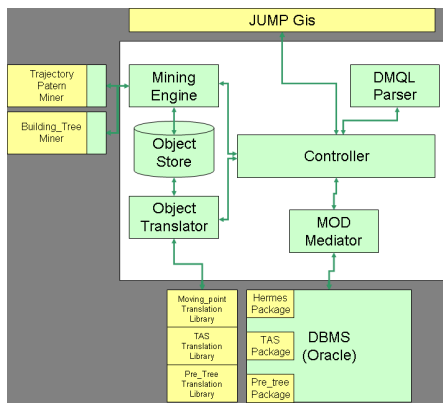 JUMP Gis
Trajectory
Patern
Miner
Building_Tree
Miner
Mining
Engine
DMQL
Parser
Object
Store
Controller
Object
Translator
MOD
Mediator
Moving_point
Translation
Library
TAS
Translation
Library
Pre_Tree
Translation
Library
Hermes
Package
TAS
Package
Pre_tree
Package
DBMS
(Oracle)